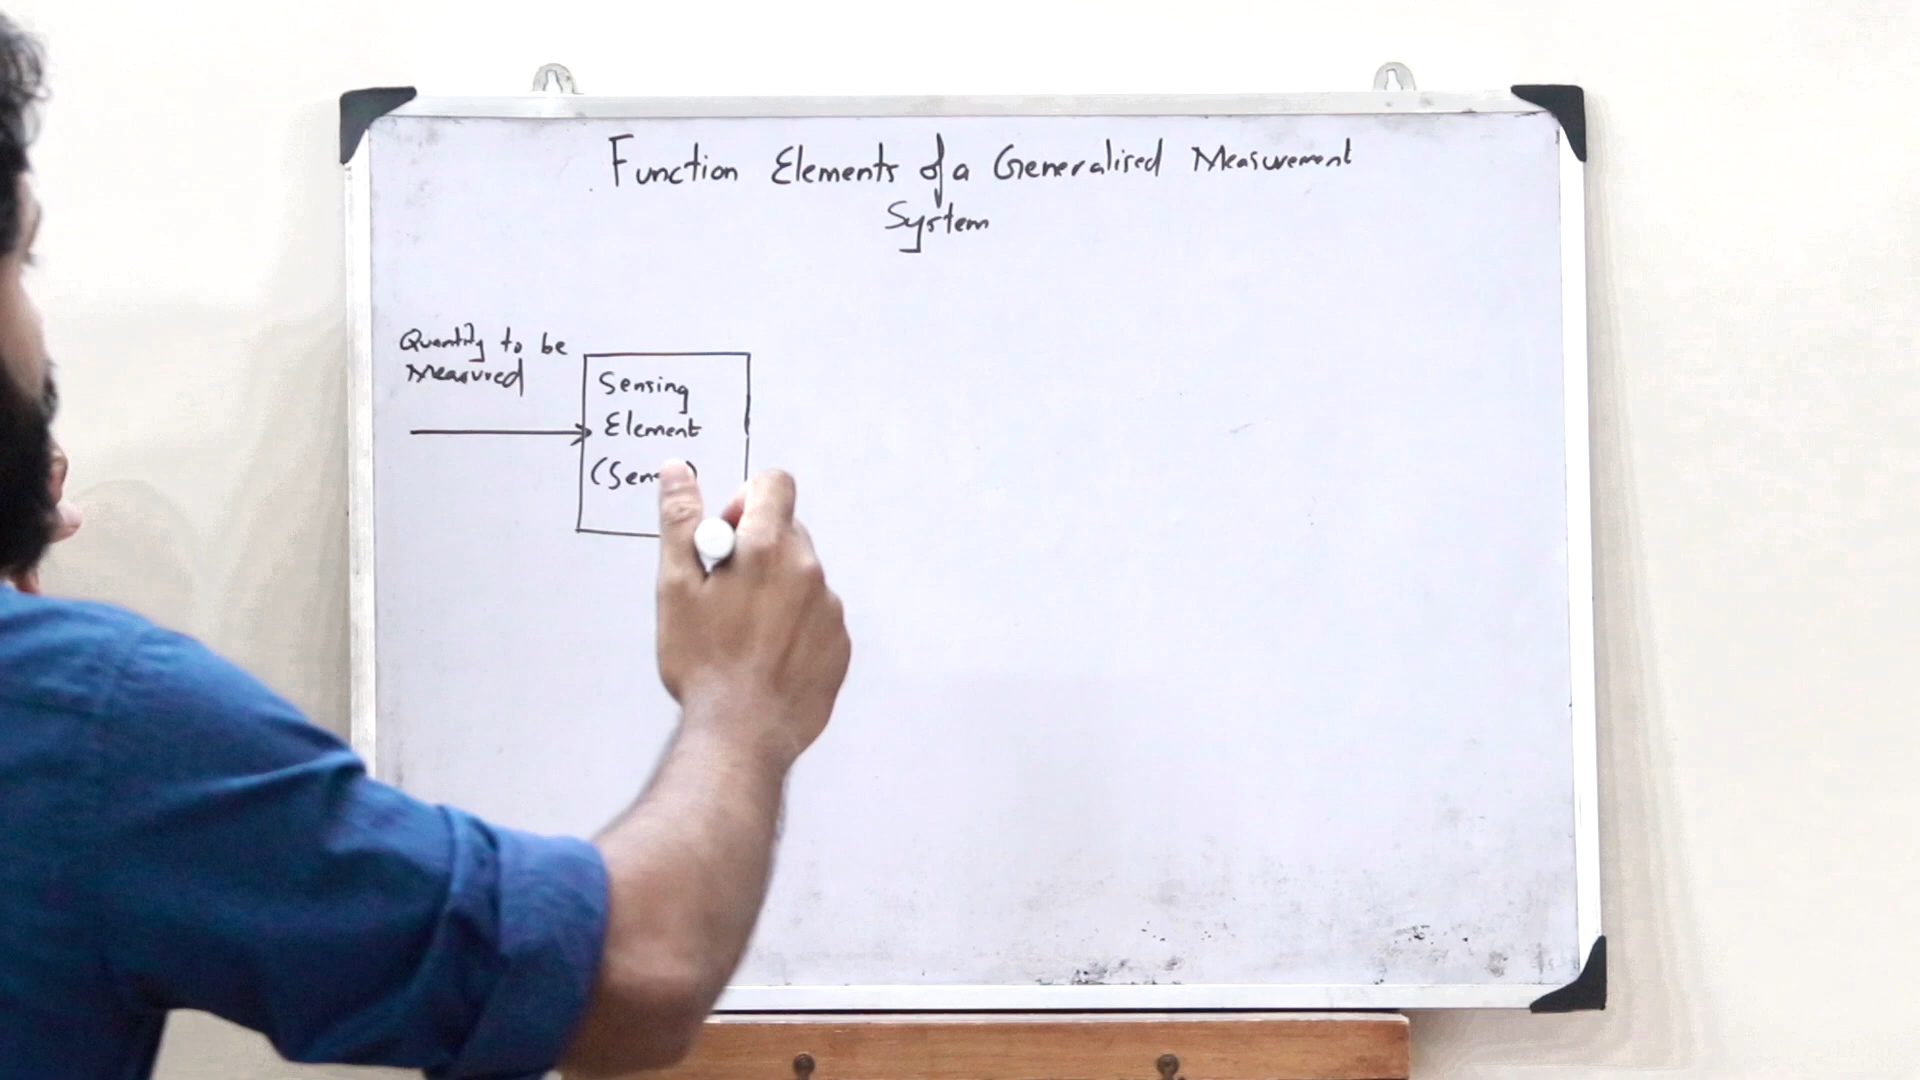 Function Elements of a Generalised Measurement
System
Quantity to be
Measured
Sensing
Element